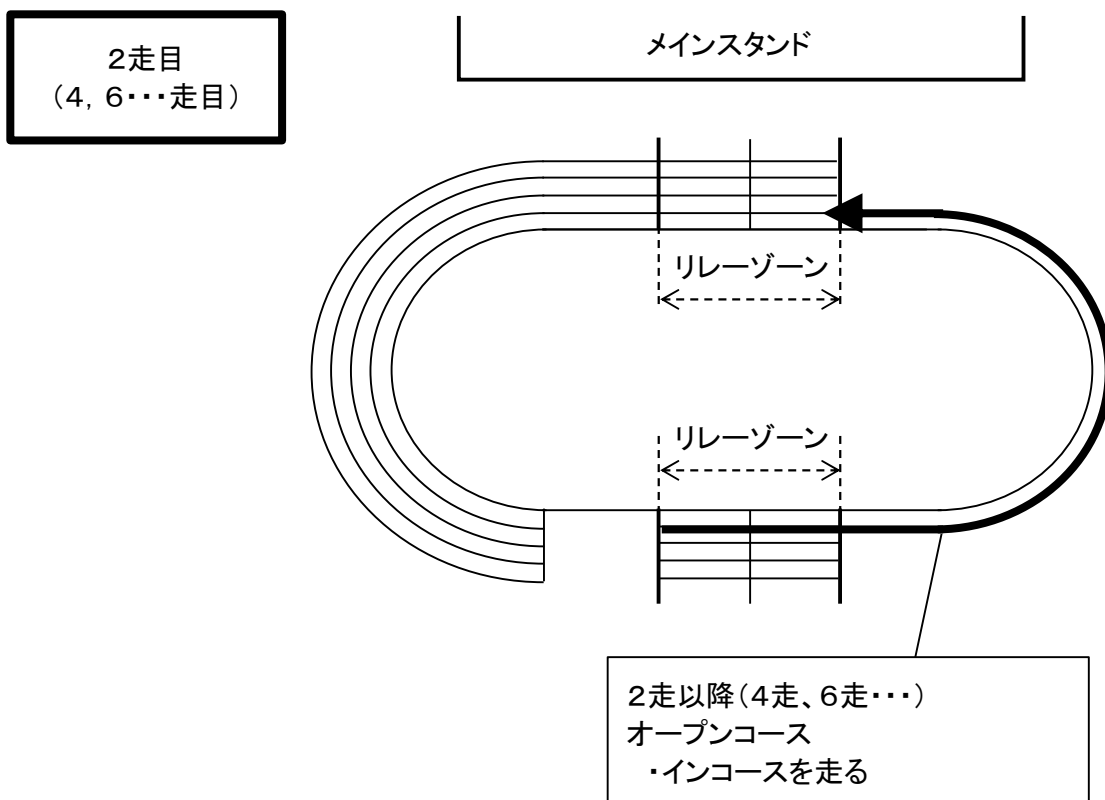 2走目
(4, 6・・・走目)
メインスタンド
リレーゾーン
リレーゾーン
2走以降(4走、6走・・・)
オープンコース
・インコースを走る